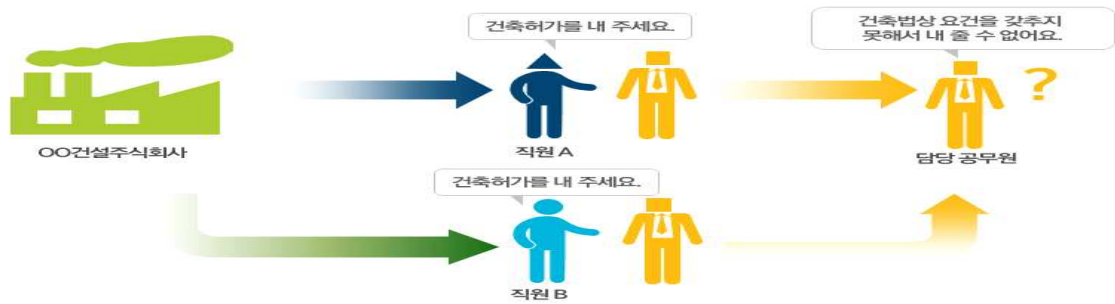 건축허가를 내 주세요.
건축법상 요건을 갖추지
못해서 내 줄 수 없어요.
?
OO건설주식회사
직원 A
담당 공무원
건축허가를 내 주세요.
직원 B